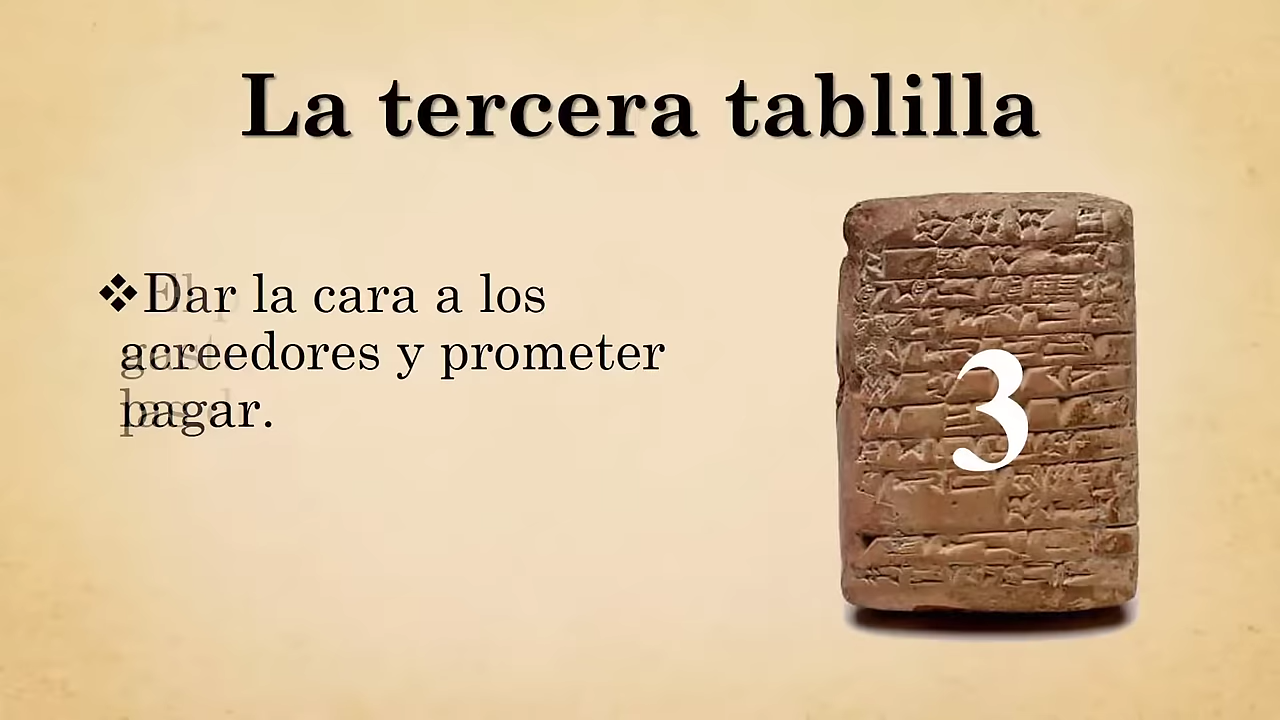 La tercera tablilla
❖Dar la cara a los
acreedores y prometer
pagar.
3